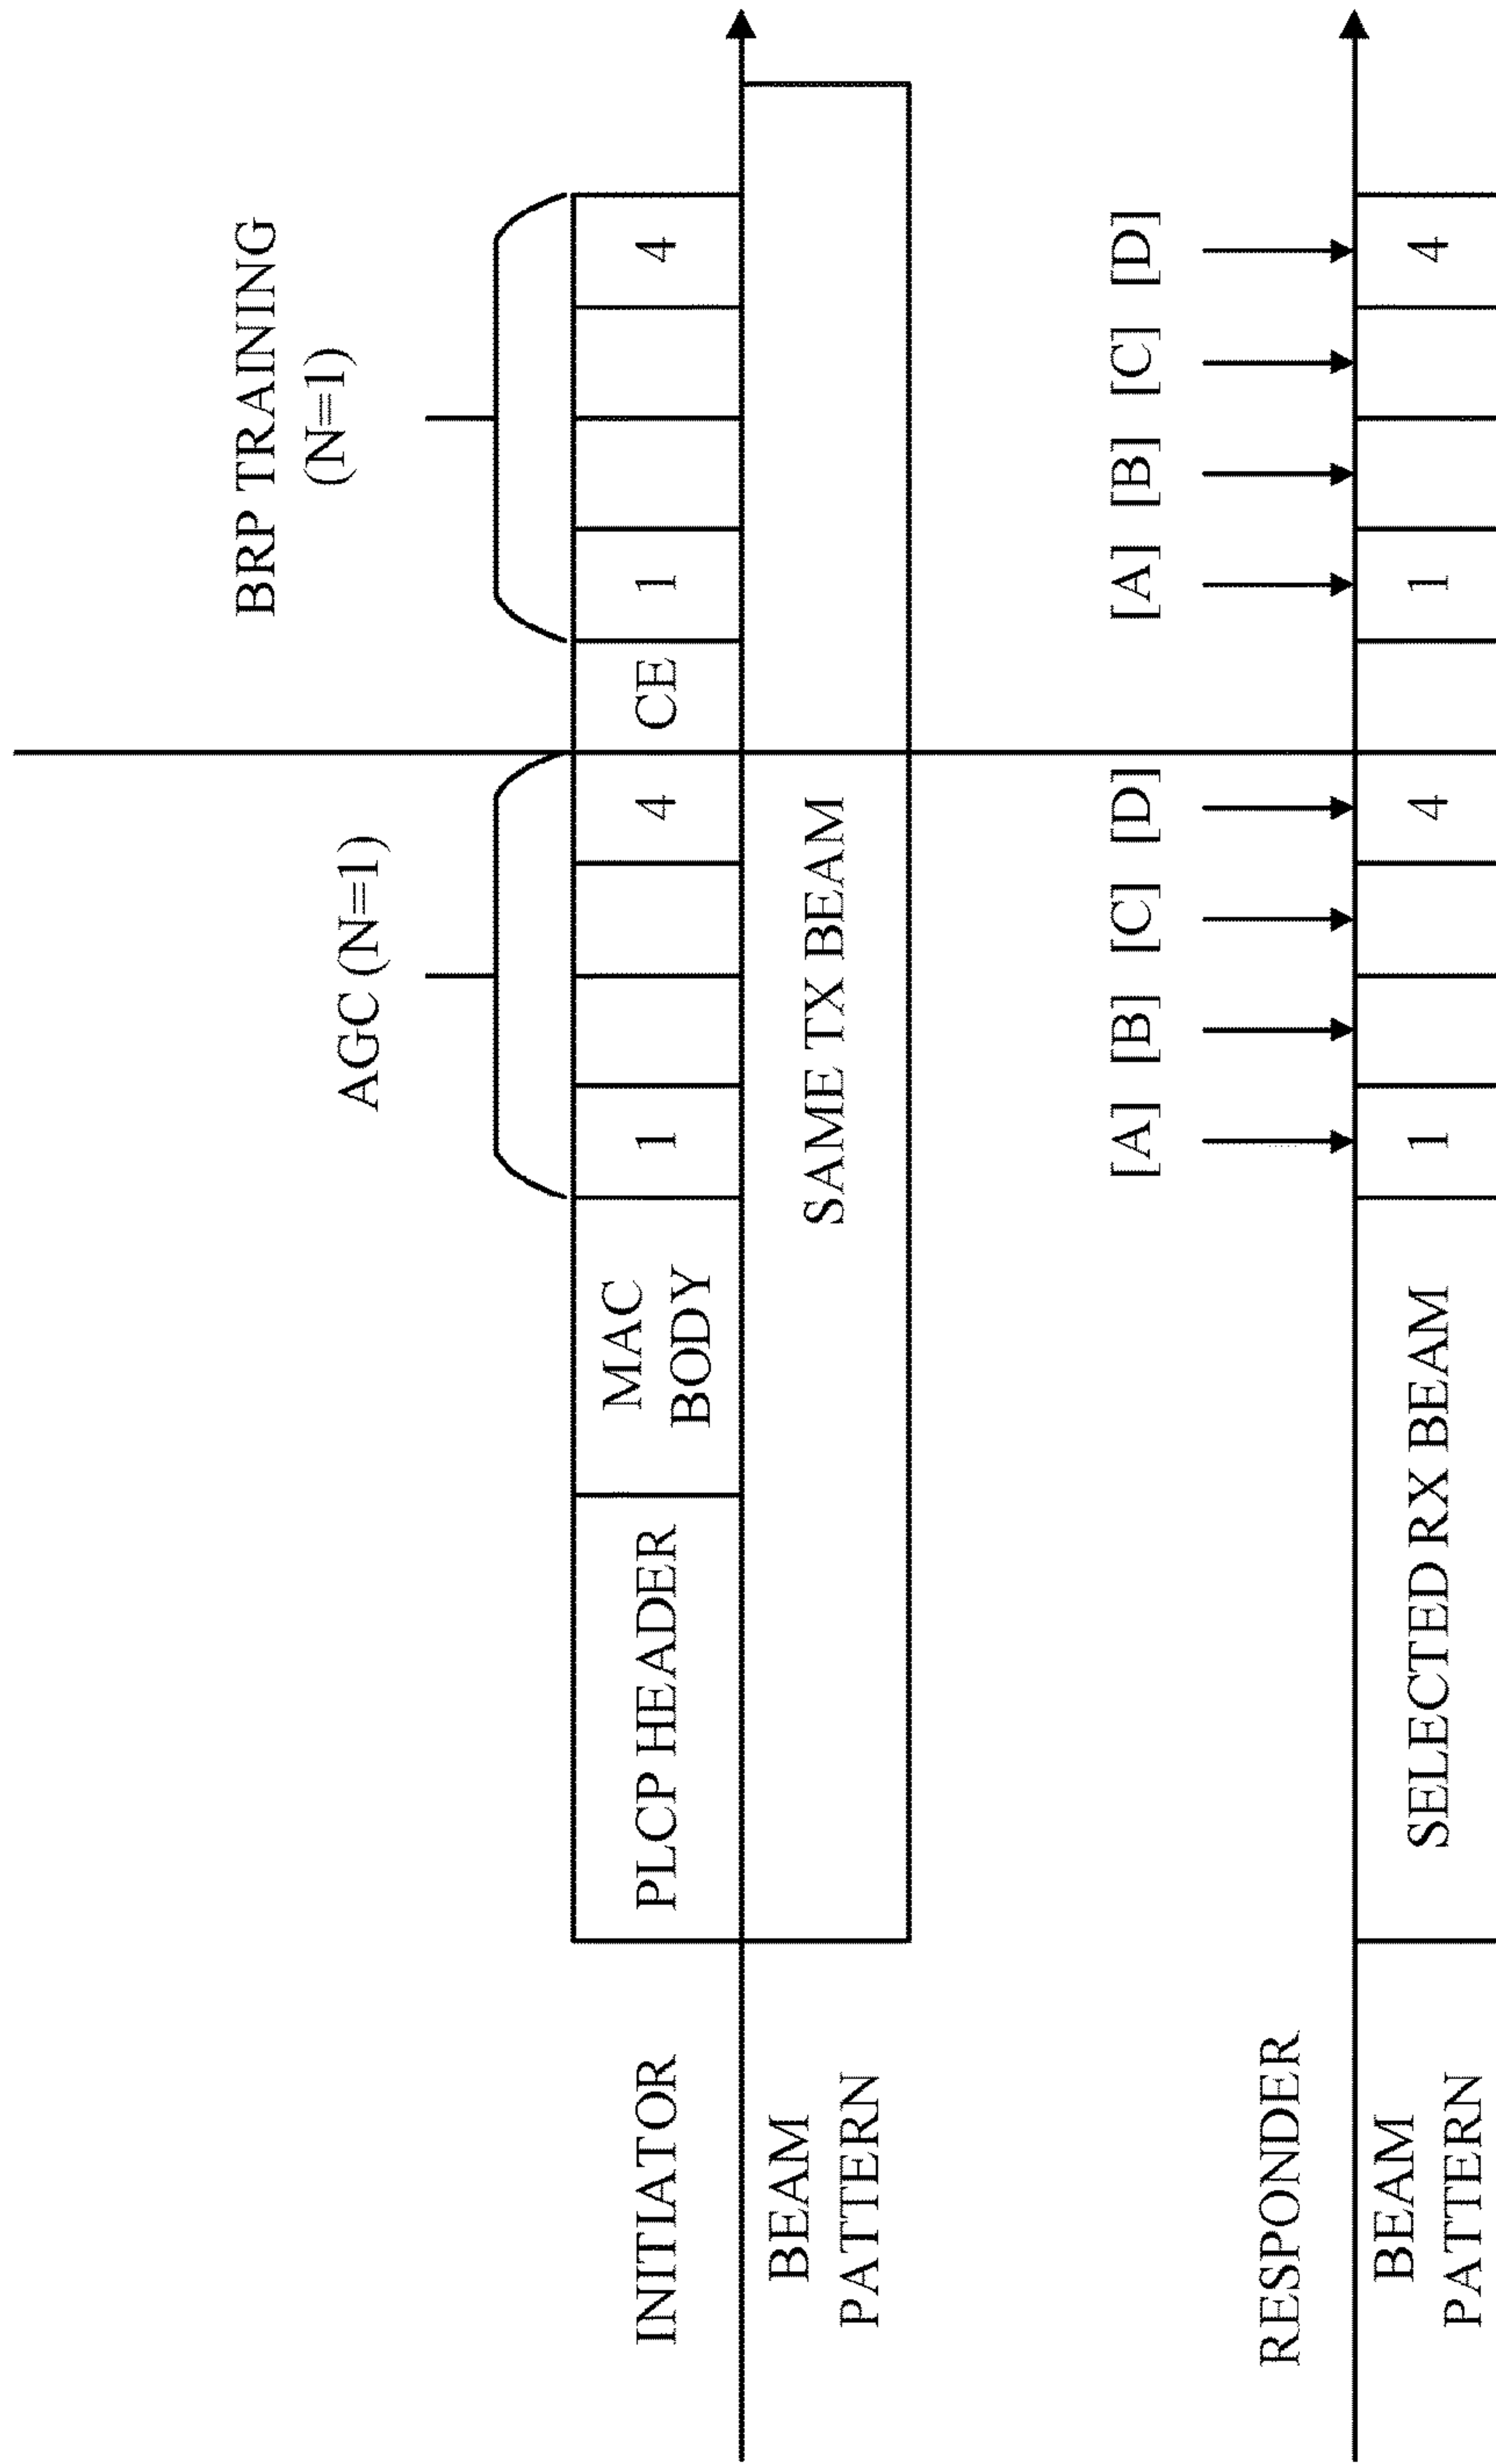 BRP TRAINING
(N=1)
AGC (N=1)
INITIATOR
PLCP HEADER
MAC
BODY
1
4
CE
1
4
BEAM
PATTERN
SAME TX BEAM
RESPONDER
[A] [B] [C] [D]
[A] [B] [C] [D]
BEAM
PATTERN
SELECTED RX BEAM
1
4
1
4